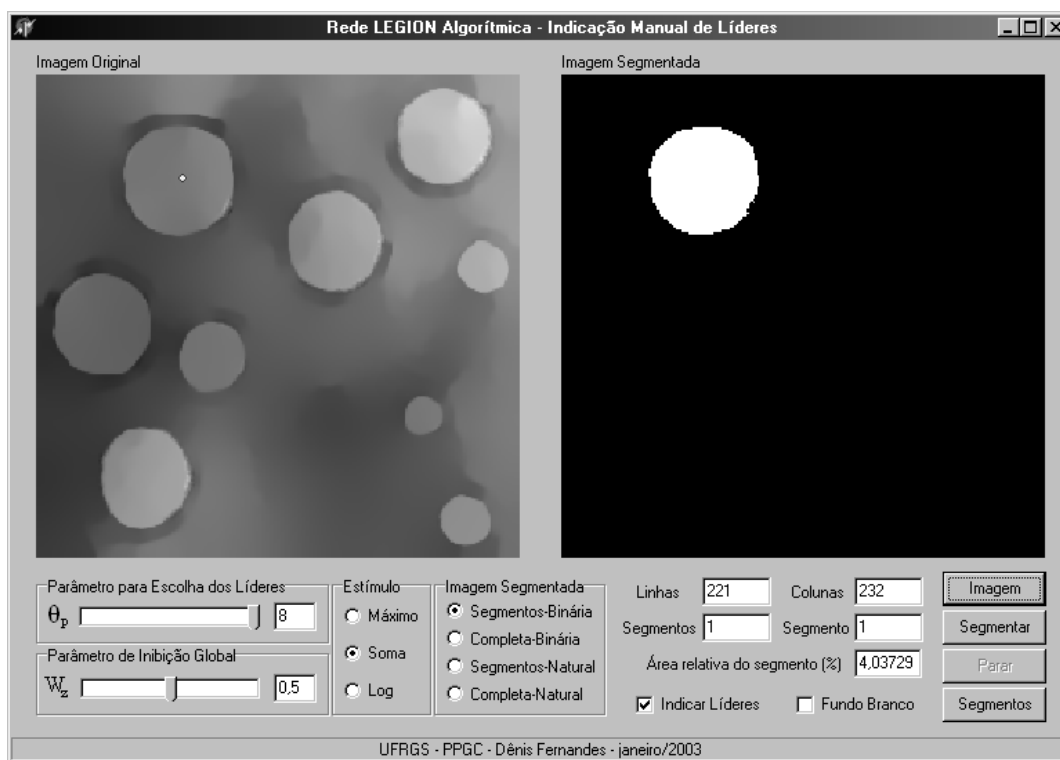 Rede LEGION Algorítmica - Indicação Manual de Líderes
Imagem Original
Imagem Segmentada
Parâmetro para Escolha dos Líderes
θp 8
Parâmetro de Inibição Global
Wz 0,5
Estímulo
Máximo
Soma
Log
Imagem Segmentada
Segmentos-Binária
Completa-Binária
Segmentos-Natural
Completa-Natural
Linhas 221 Colunas 232
Segmentos 1 Segmento 1
Área relativa do segmento (%) 4,03729
Indicar Líderes Fundo Branco
Imagem
Segmentar
Parar
Segmentos
UFRGS - PPGC - Dênis Fernandes - janeiro/2003